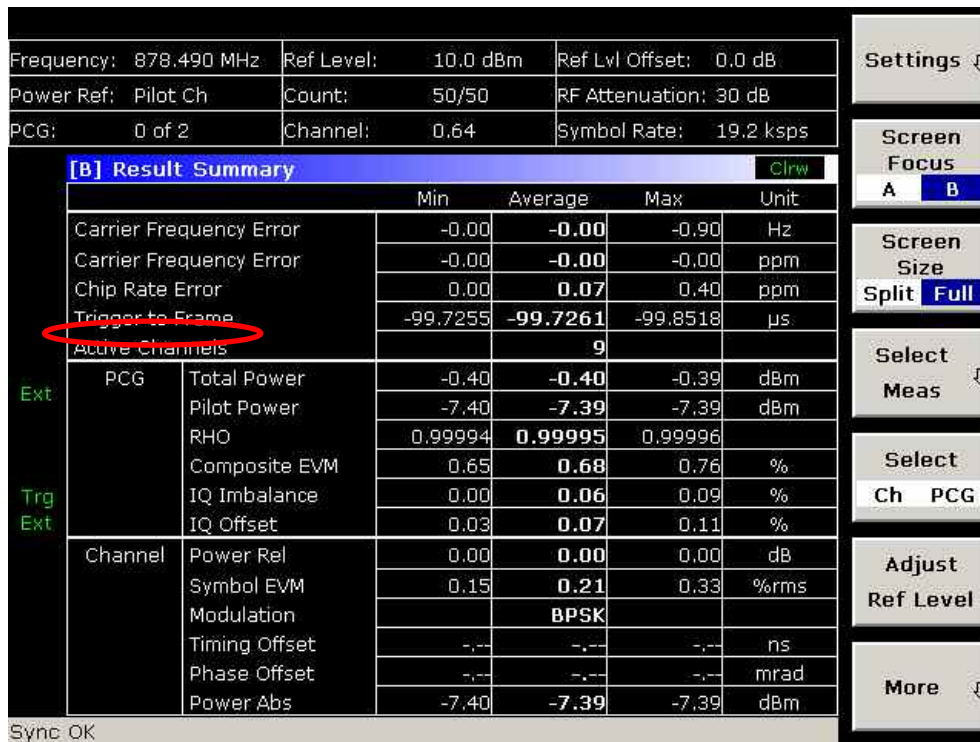 Frequency: 878.490 MHz Ref Level: 10.0 dBm Ref Lvl Offset: 0.0 dB
Power Ref: Pilot Ch Count: 50/50 RF Attenuation: 30 dB
PCG: 0 of 2 Channel: 0.64 Symbol Rate: 19.2 ksps
[B] Result Summary Clrw
Min Average Max Unit
Carrier Frequency Error -0.00 -0.00 -0.90 Hz
Carrier Frequency Error -0.00 -0.00 -0.00 ppm
Chip Rate Error 0.00 0.07 0.40 ppm
Trigger to Frame -99.7255 -99.7261 -99.8518 µs
Active Channels 9
PCG Total Power -0.40 -0.40 -0.39 dBm
Pilot Power -7.40 -7.39 -7.39 dBm
RHO 0.99994 0.99995 0.99996
Composite EVM 0.65 0.68 0.76 %
IQ Imbalance 0.00 0.06 0.09 %
IQ Offset 0.03 0.07 0.11 %
Channel Power Rel 0.00 0.00 0.00 dB
Symbol EVM 0.15 0.21 0.33 %rms
Modulation BPSK
Timing Offset -.-- -.-- -.-- ns
Phase Offset -.-- -.-- -.-- mrad
Power Abs -7.40 -7.39 -7.39 dBm
Ext
Trg
Ext
Sync OK
Settings
Screen
Focus
A B
Screen
Size
Split Full
Select
Meas
Select
Ch PCG
Adjust
Ref Level
More